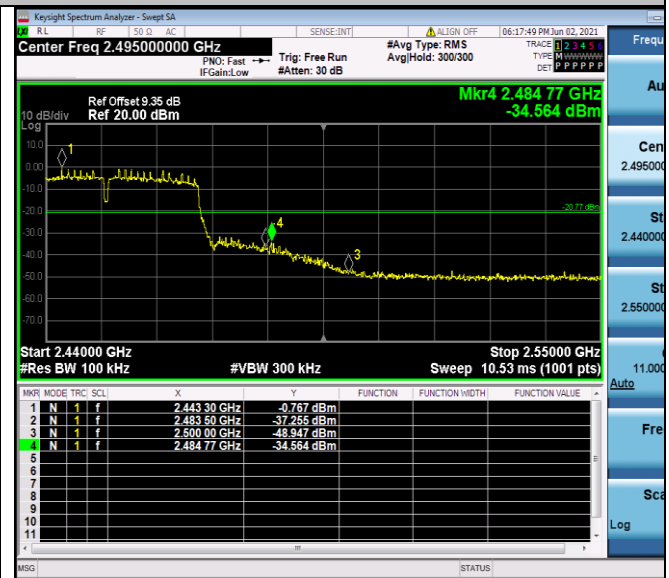 Keysight Spectrum Analyzer - Swept SA
RL RF 50 Ω AC SENSE:INT ALIGN OFF 06:17:49 PM Jun 02, 2021
Center Freq 2.495000000 GHz
PNO: Fast
IFGain:Low
Trig: Free Run
#Atten: 30 dB
#Avg Type: RMS
Avg|Hold: 300/300
TRACE 1 2 3 4 5 6
TYPE M WWWWW
DET P P P P P P
Frequ
Ref Offset 9.35 dB
10 dB/div Ref 20.00 dBm
Log
Mkr4 2.484 77 GHz
-34.564 dBm
Au
10.0
0.00
-10.0
-20.0
-30.0
-40.0
-50.0
-60.0
-70.0
1
4
3
-20.77 dBm
Cen
2.495000
St
2.440000
St
2.550000
Start 2.44000 GHz Stop 2.55000 GHz
#Res BW 100 kHz #VBW 300 kHz Sweep 10.53 ms (1001 pts)
11.000
Auto
MKR MODE TRC SCL X Y FUNCTION FUNCTION WIDTH FUNCTION VALUE
1 N 1 f 2.443 30 GHz -0.767 dBm
2 N 1 f 2.483 50 GHz -37.255 dBm
3 N 1 f 2.500 00 GHz -48.947 dBm
4 N 1 f 2.484 77 GHz -34.564 dBm
5
6
7
8
9
10
11
Fre
Sca
Log
MSG STATUS